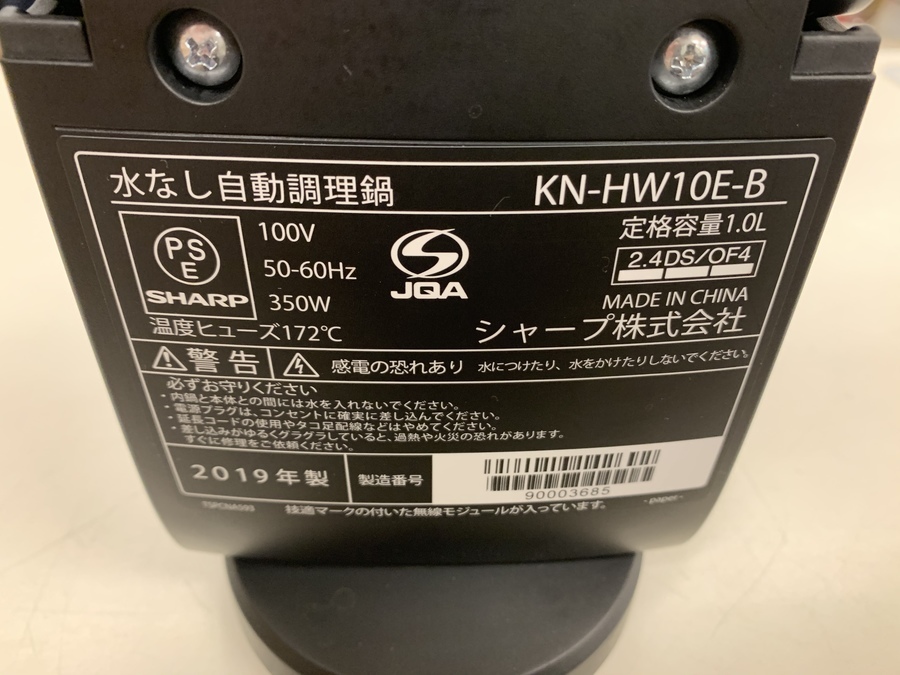 水なし自動調理鍋 KN-HW10E-B
PSE
SHARP
100V
50-60Hz
350W
温度ヒューズ172℃
JQA
定格容量1.0L
2.4DS/OF4
MADE IN CHINA
シャープ株式会社
警告 感電の恐れあり 水につけたり、水をかけたりしないでください。
必ずお守りください
・内鍋と本体との間には水を入れないでください。
・電源プラグは、コンセントに確実に差し込んでください。
・延長コードの使用やタコ足配線などはやめてください。
・差し込みがゆるくグラグラしていると、過熱や火災の恐れがあります。
すぐに修理をご依頼ください。
2019年製 製造番号 90003685
-paper-
技適マークの付いた無線モジュールが入っています。